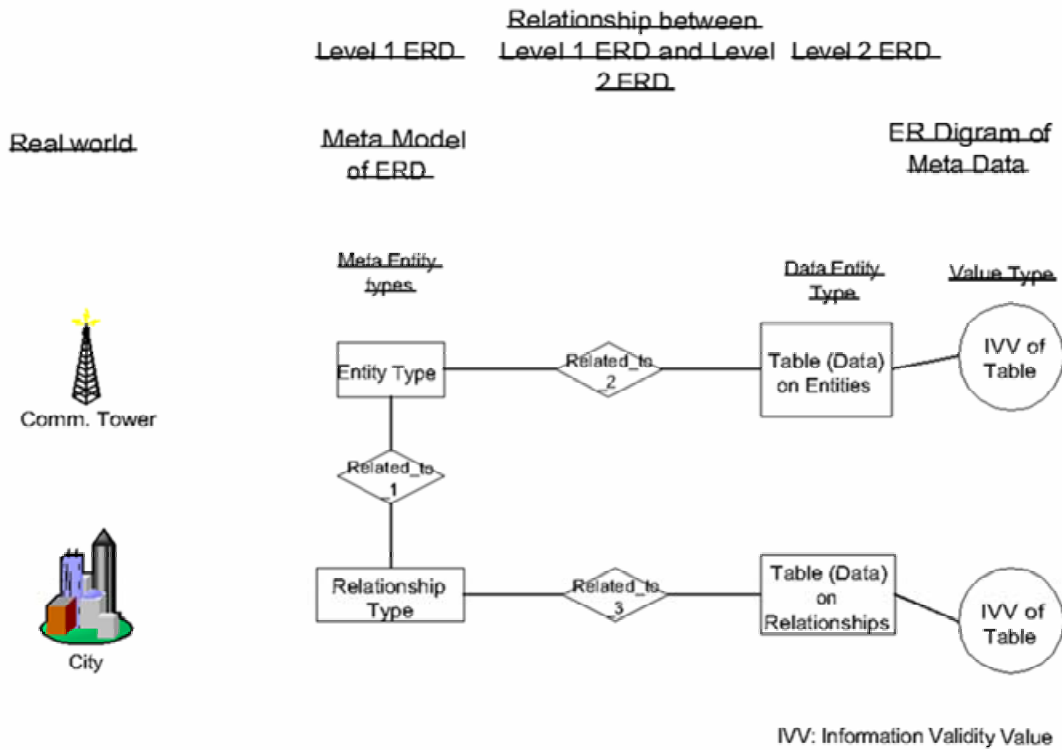 Relationship between
Level 1 ERD
Level 1 ERD and Level
Level 2 ERD
2 ERD
Real world
Meta Model
of ERD
ER Digram of
Meta Data
Meta Entity
types
Data Entity
Type
Value Type
Entity Type
Related_to
_2
Table (Data)
on Entities
IVV of
Table
Comm. Tower
Related_to
_1
Relationship
Type
Related_to
_3
Table (Data)
on
Relationships
IVV of
Table
City
IVV: Information Validity Value